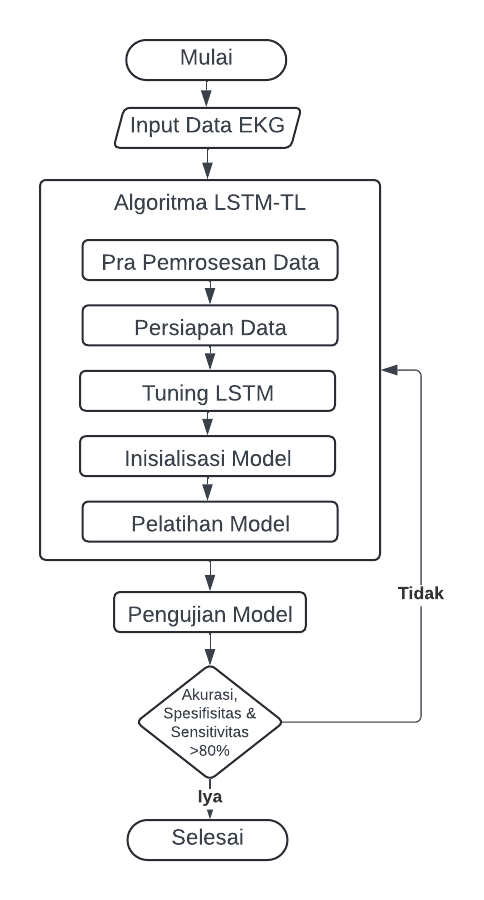 Mulai
Input Data EKG
Algoritma LSTM-TL
Pra Pemrosesan Data
Persiapan Data
Tuning LSTM
Inisialisasi Model
Pelatihan Model
Tidak
Pengujian Model
Akurasi,
Spesifisitas &
Sensitivitas
>80%
Iya
Selesai